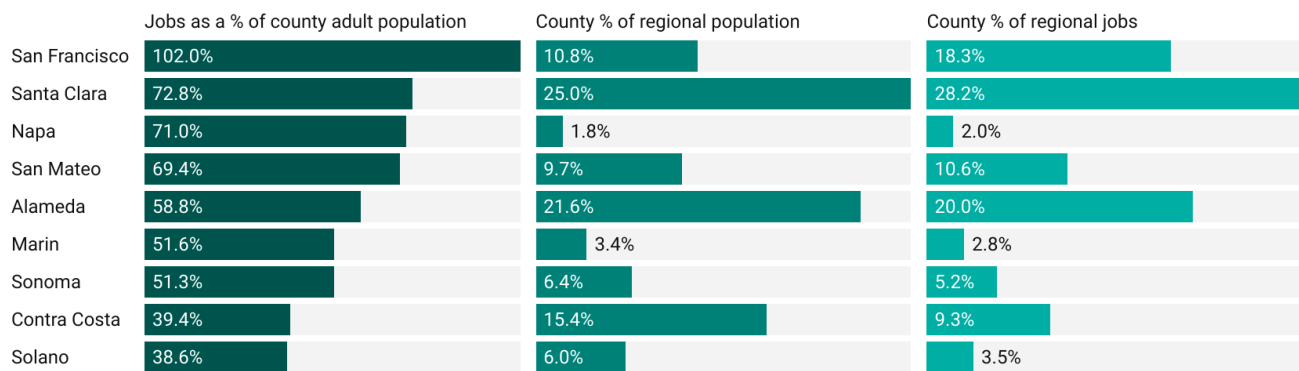 Jobs as a % of county adult population County % of regional population County % of regional jobs
San Francisco 102.0% 10.8% 18.3%
Santa Clara 72.8% 25.0% 28.2%
Napa 71.0% 1.8% 2.0%
San Mateo 69.4% 9.7% 10.6%
Alameda 58.8% 21.6% 20.0%
Marin 51.6% 3.4% 2.8%
Sonoma 51.3% 6.4% 5.2%
Contra Costa 39.4% 15.4% 9.3%
Solano 38.6% 6.0% 3.5%